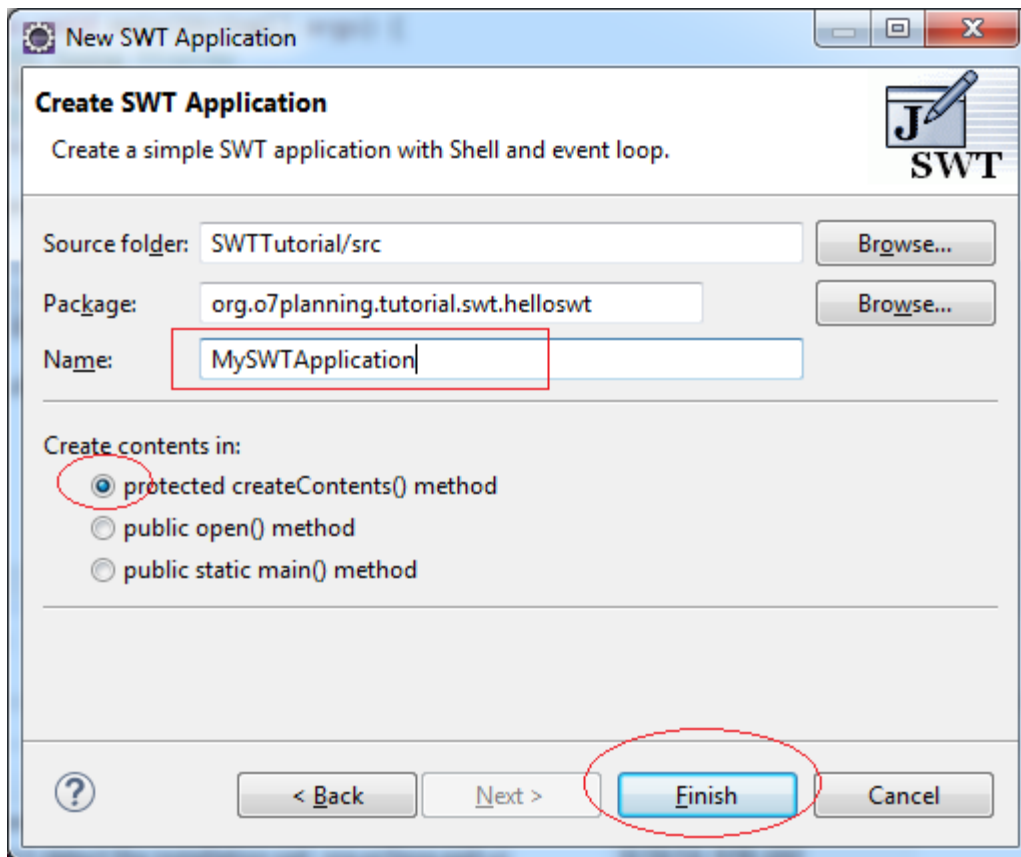 New SWT Application
Create SWT Application
Create a simple SWT application with Shell and event loop.
J
SWT
Source folder: SWTTutorial/src Browse...
Package: org.o7planning.tutorial.swt.helloswt Browse...
Name: MySWTApplication
Create contents in:
protected createContents() method
public open() method
public static main() method
? < Back Next > Finish Cancel